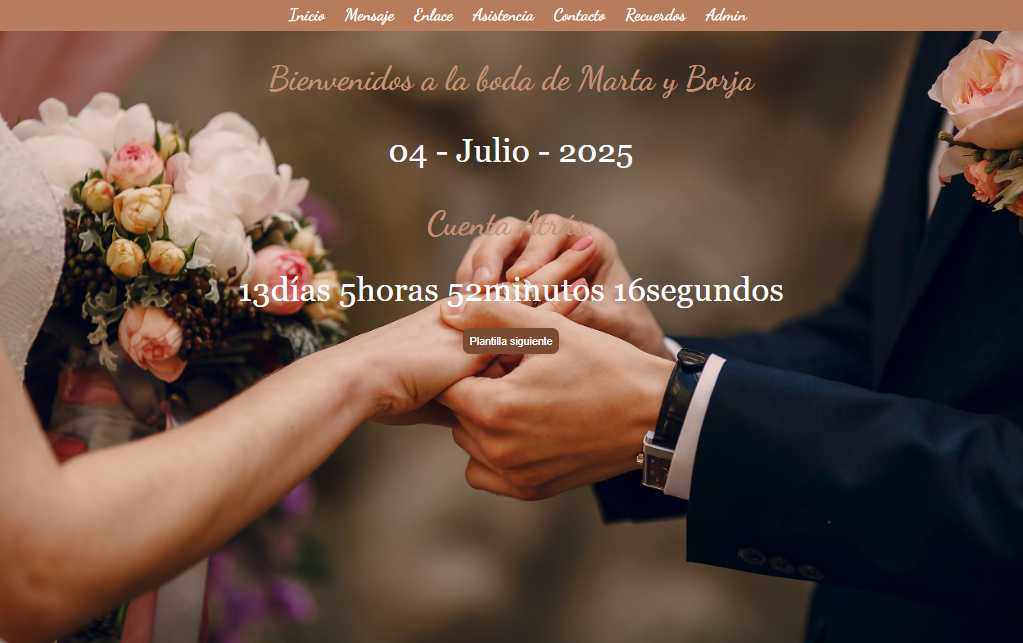 Inicio Mensaje Enlace Asistencia Contacto Recuerdos Admin
Bienvenidos a la boda de Marta y Borja
04 - Julio - 2025
Cuenta Atrás
13días 5horas 52minutos 16segundos
Plantilla siguiente